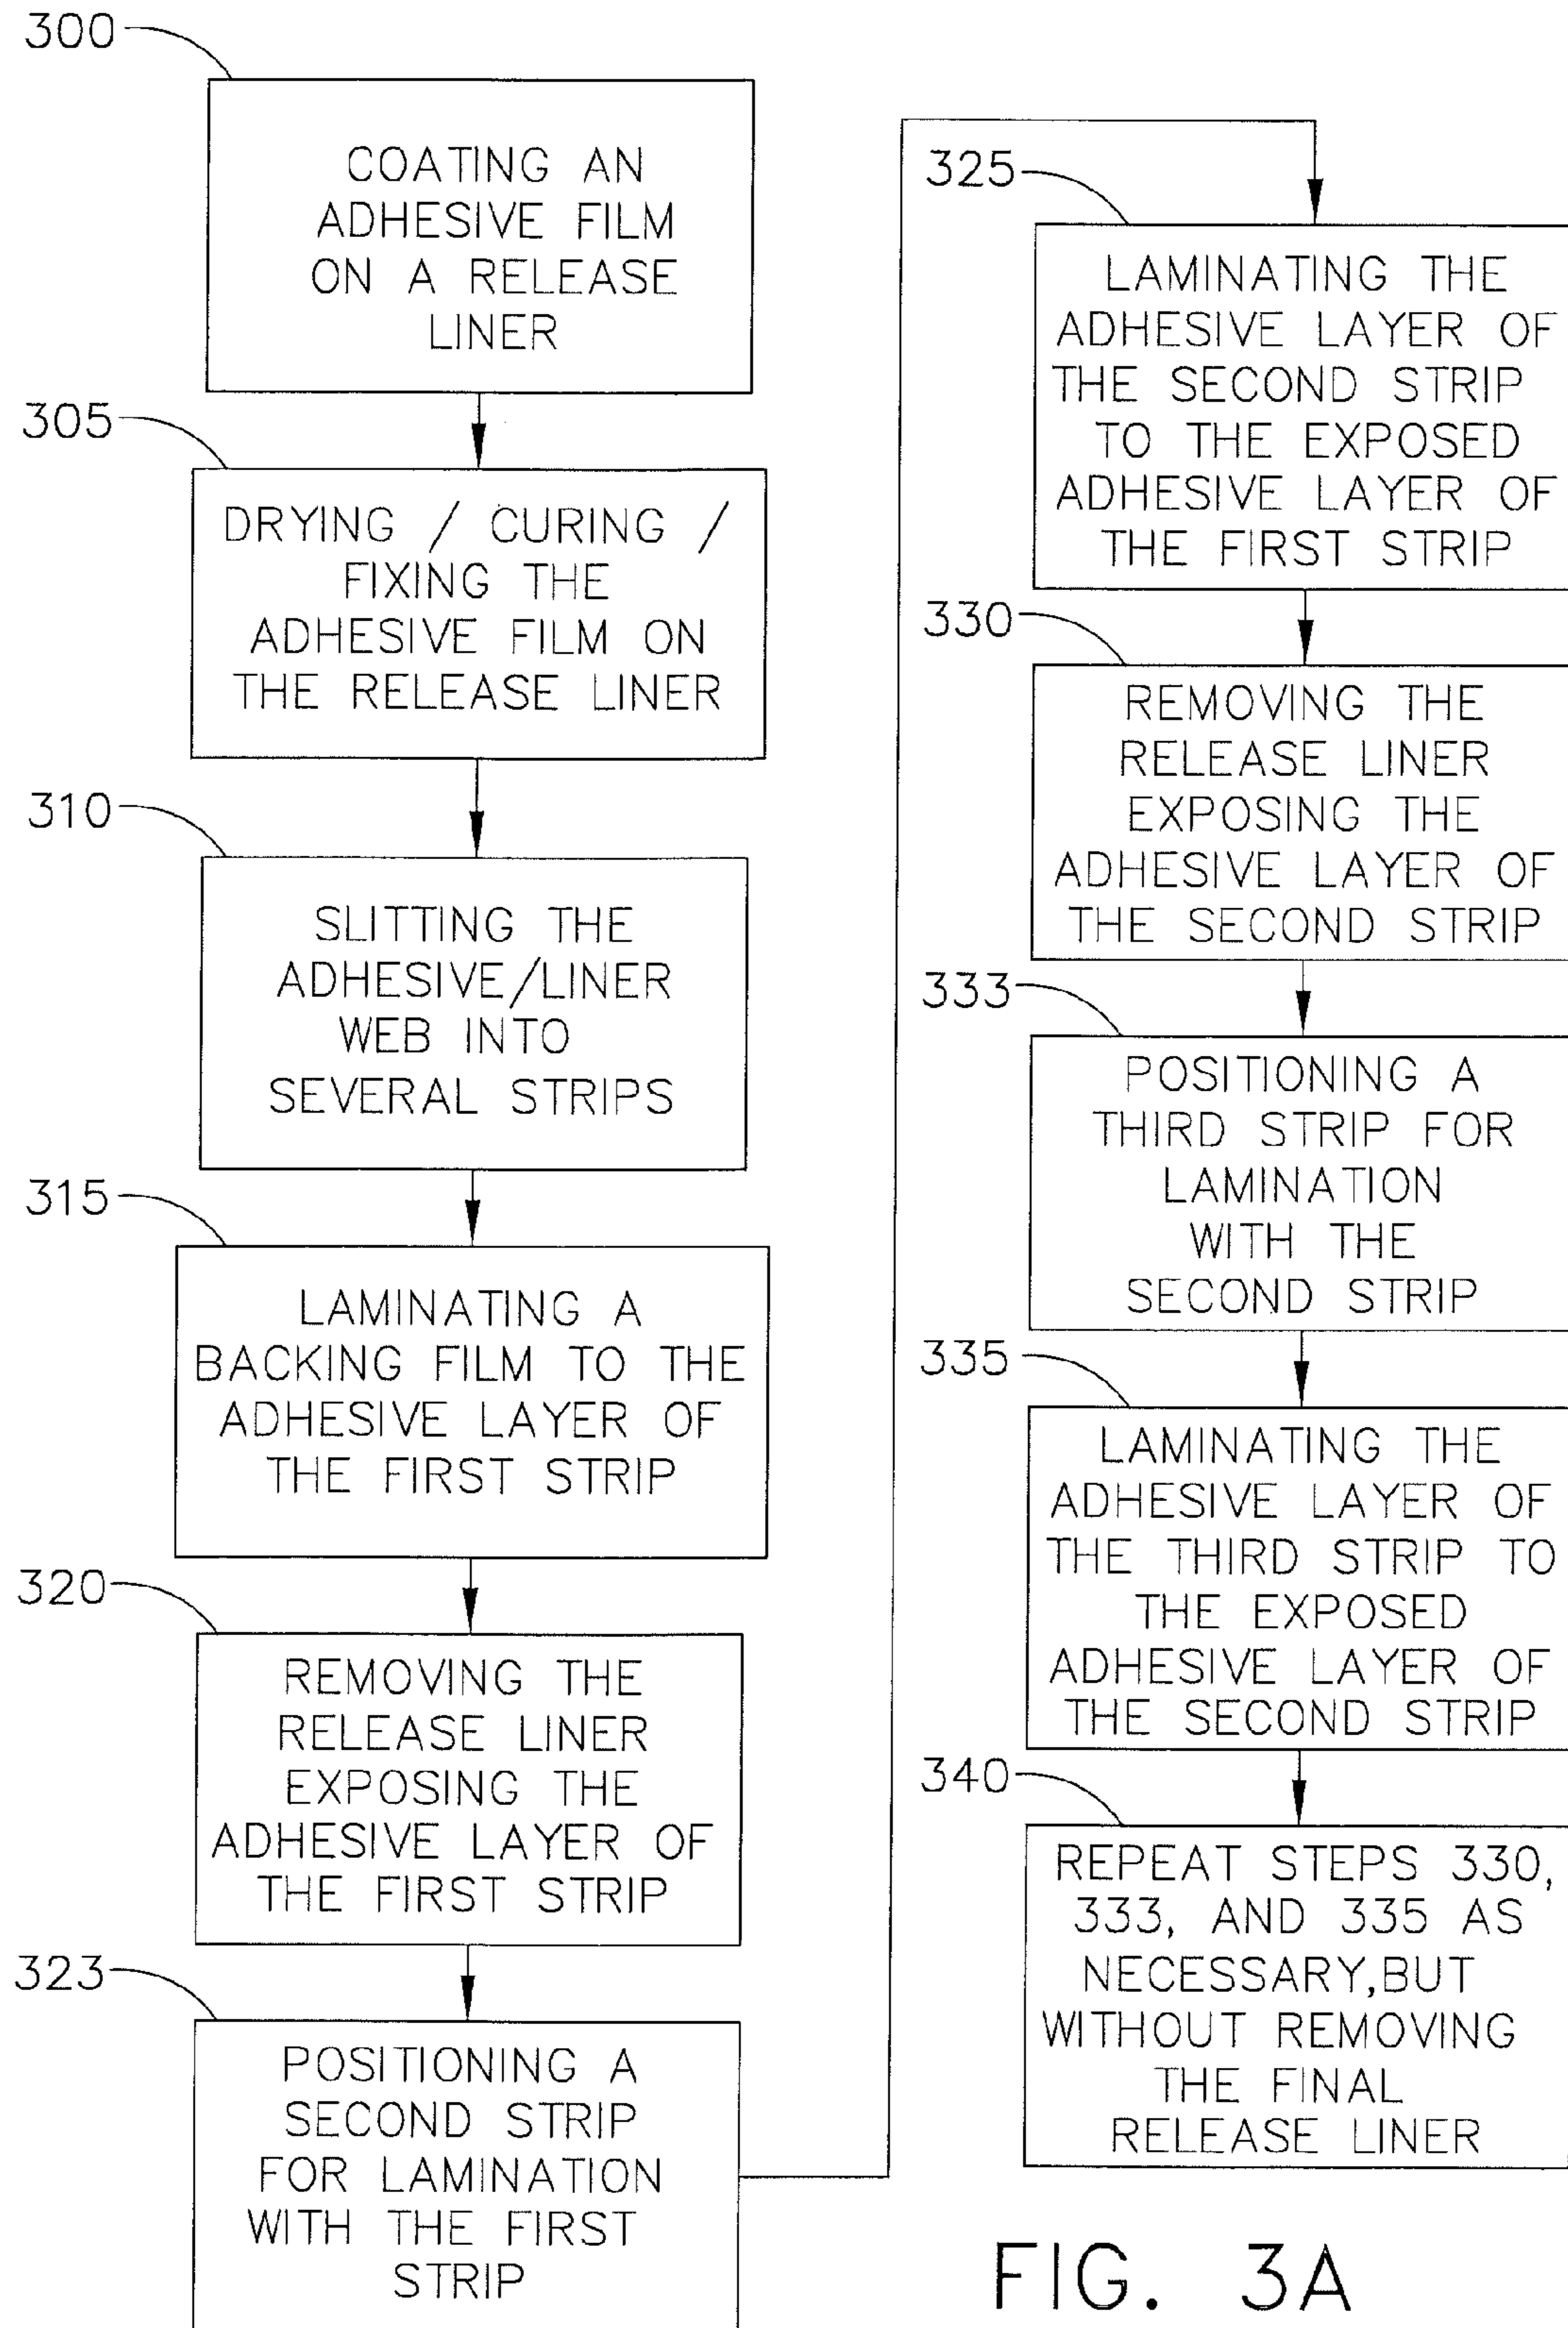 300
COATING AN
ADHESIVE FILM
ON A RELEASE
LINER
305
DRYING / CURING /
FIXING THE
ADHESIVE FILM ON
THE RELEASE LINER
310
SLITTING THE
ADHESIVE/LINER
WEB INTO
SEVERAL STRIPS
315
LAMINATING A
BACKING FILM TO THE
ADHESIVE LAYER OF
THE FIRST STRIP
320
REMOVING THE
RELEASE LINER
EXPOSING THE
ADHESIVE LAYER OF
THE FIRST STRIP
323
POSITIONING A
SECOND STRIP
FOR LAMINATION
WITH THE FIRST
STRIP
325
LAMINATING THE
ADHESIVE LAYER OF
THE SECOND STRIP
TO THE EXPOSED
ADHESIVE LAYER OF
THE FIRST STRIP
330
REMOVING THE
RELEASE LINER
EXPOSING THE
ADHESIVE LAYER OF
THE SECOND STRIP
333
POSITIONING A
THIRD STRIP FOR
LAMINATION
WITH THE
SECOND STRIP
335
LAMINATING THE
ADHESIVE LAYER OF
THE THIRD STRIP TO
THE EXPOSED
ADHESIVE LAYER OF
THE SECOND STRIP
340
REPEAT STEPS 330,
333, AND 335 AS
NECESSARY,BUT
WITHOUT REMOVING
THE FINAL
RELEASE LINER
FIG. 3A